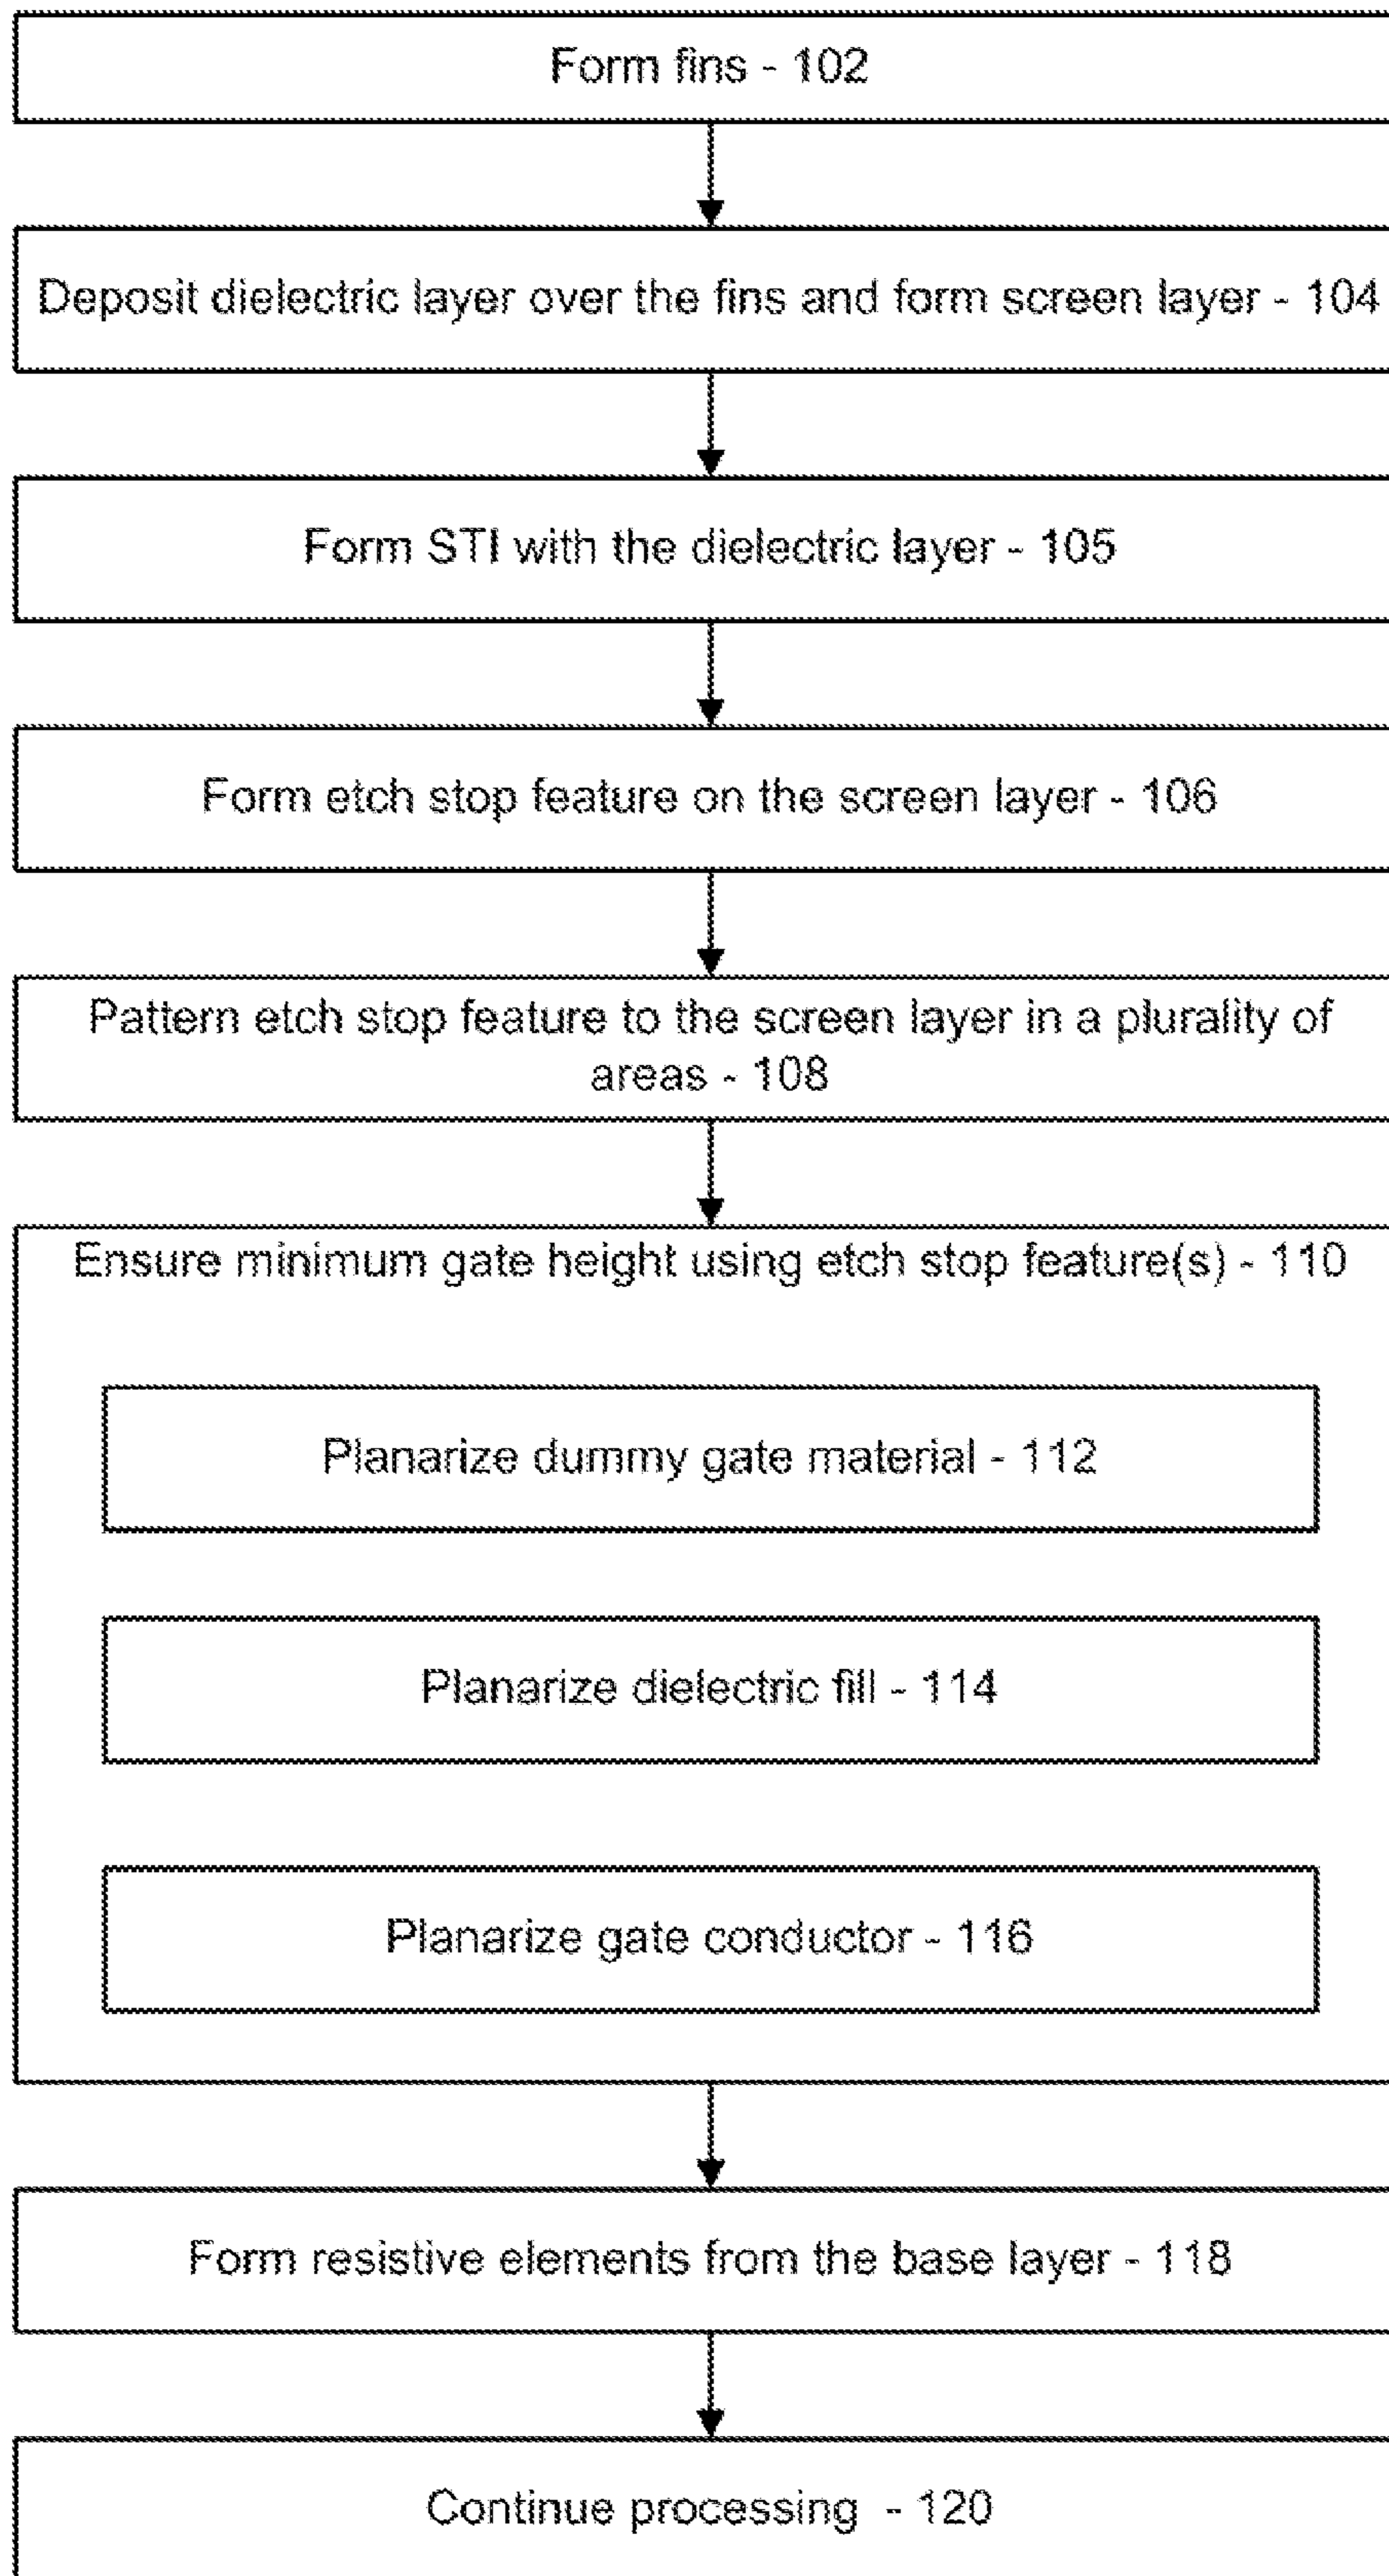 Form fins - 102
Deposit dielectric layer over the fins and form screen layer - 104
Form STI with the dielectric layer - 105
Form etch stop feature on the screen layer - 106
Pattern etch stop feature to the screen layer in a plurality of
areas - 108
Ensure minimum gate height using etch stop feature(s) - 110
Planarize dummy gate material - 112
Planarize dielectric fill - 114
Planarize gate conductor - 116
Form resistive elements from the base layer - 118
Continue processing - 120